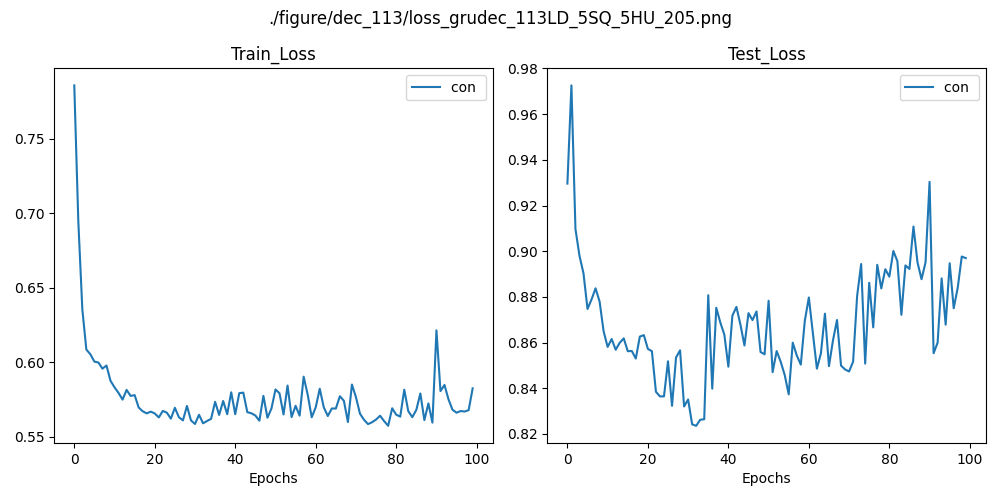 ./figure/dec_113/loss_grudec_113LD_5SQ_5HU_205.png
Train_Loss
con
0.75
0.70
0.65
0.60
0.55
0 20 40 60 80 100
Epochs
Test_Loss
con
0.98
0.96
0.94
0.92
0.90
0.88
0.86
0.84
0.82
0 20 40 60 80 100
Epochs